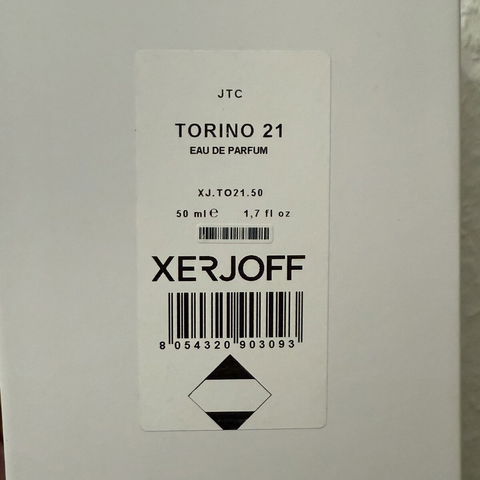 JTC
TORINO 21
EAU DE PARFUM
XJ.TO21.50
50 ml ℮ 1,7 fl oz
XERJOFF
8 054320 903093